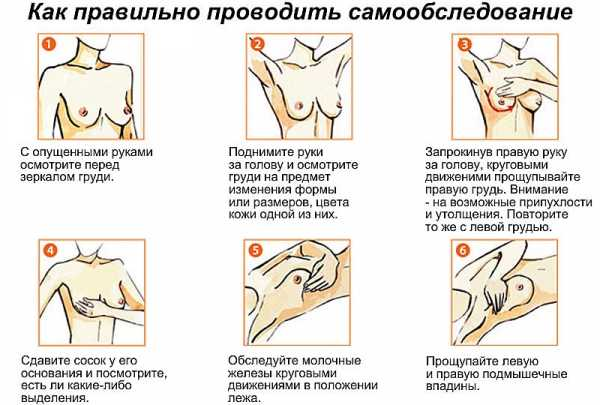 Как правильно проводить самообследование
1
С опущенными руками
осмотрите перед
зеркалом груди.
2
Поднимите руки
за голову и осмотрите
груди на предмет
изменения формы
или размеров, цвета
кожи одной из них.
3
Запрокинув правую руку
за голову, круговыми
движениями прощупывайте
правую грудь. Внимание
- на возможные припухлости
и утолщения. Повторите
то же с левой грудью.
4
Сдавите сосок у его
основания и посмотрите,
есть ли какие-либо
выделения.
5
Обследуйте молочные
железы круговыми
движениями в положении
лежа.
6
Прощупайте левую
и правую подмышечные
впадины.